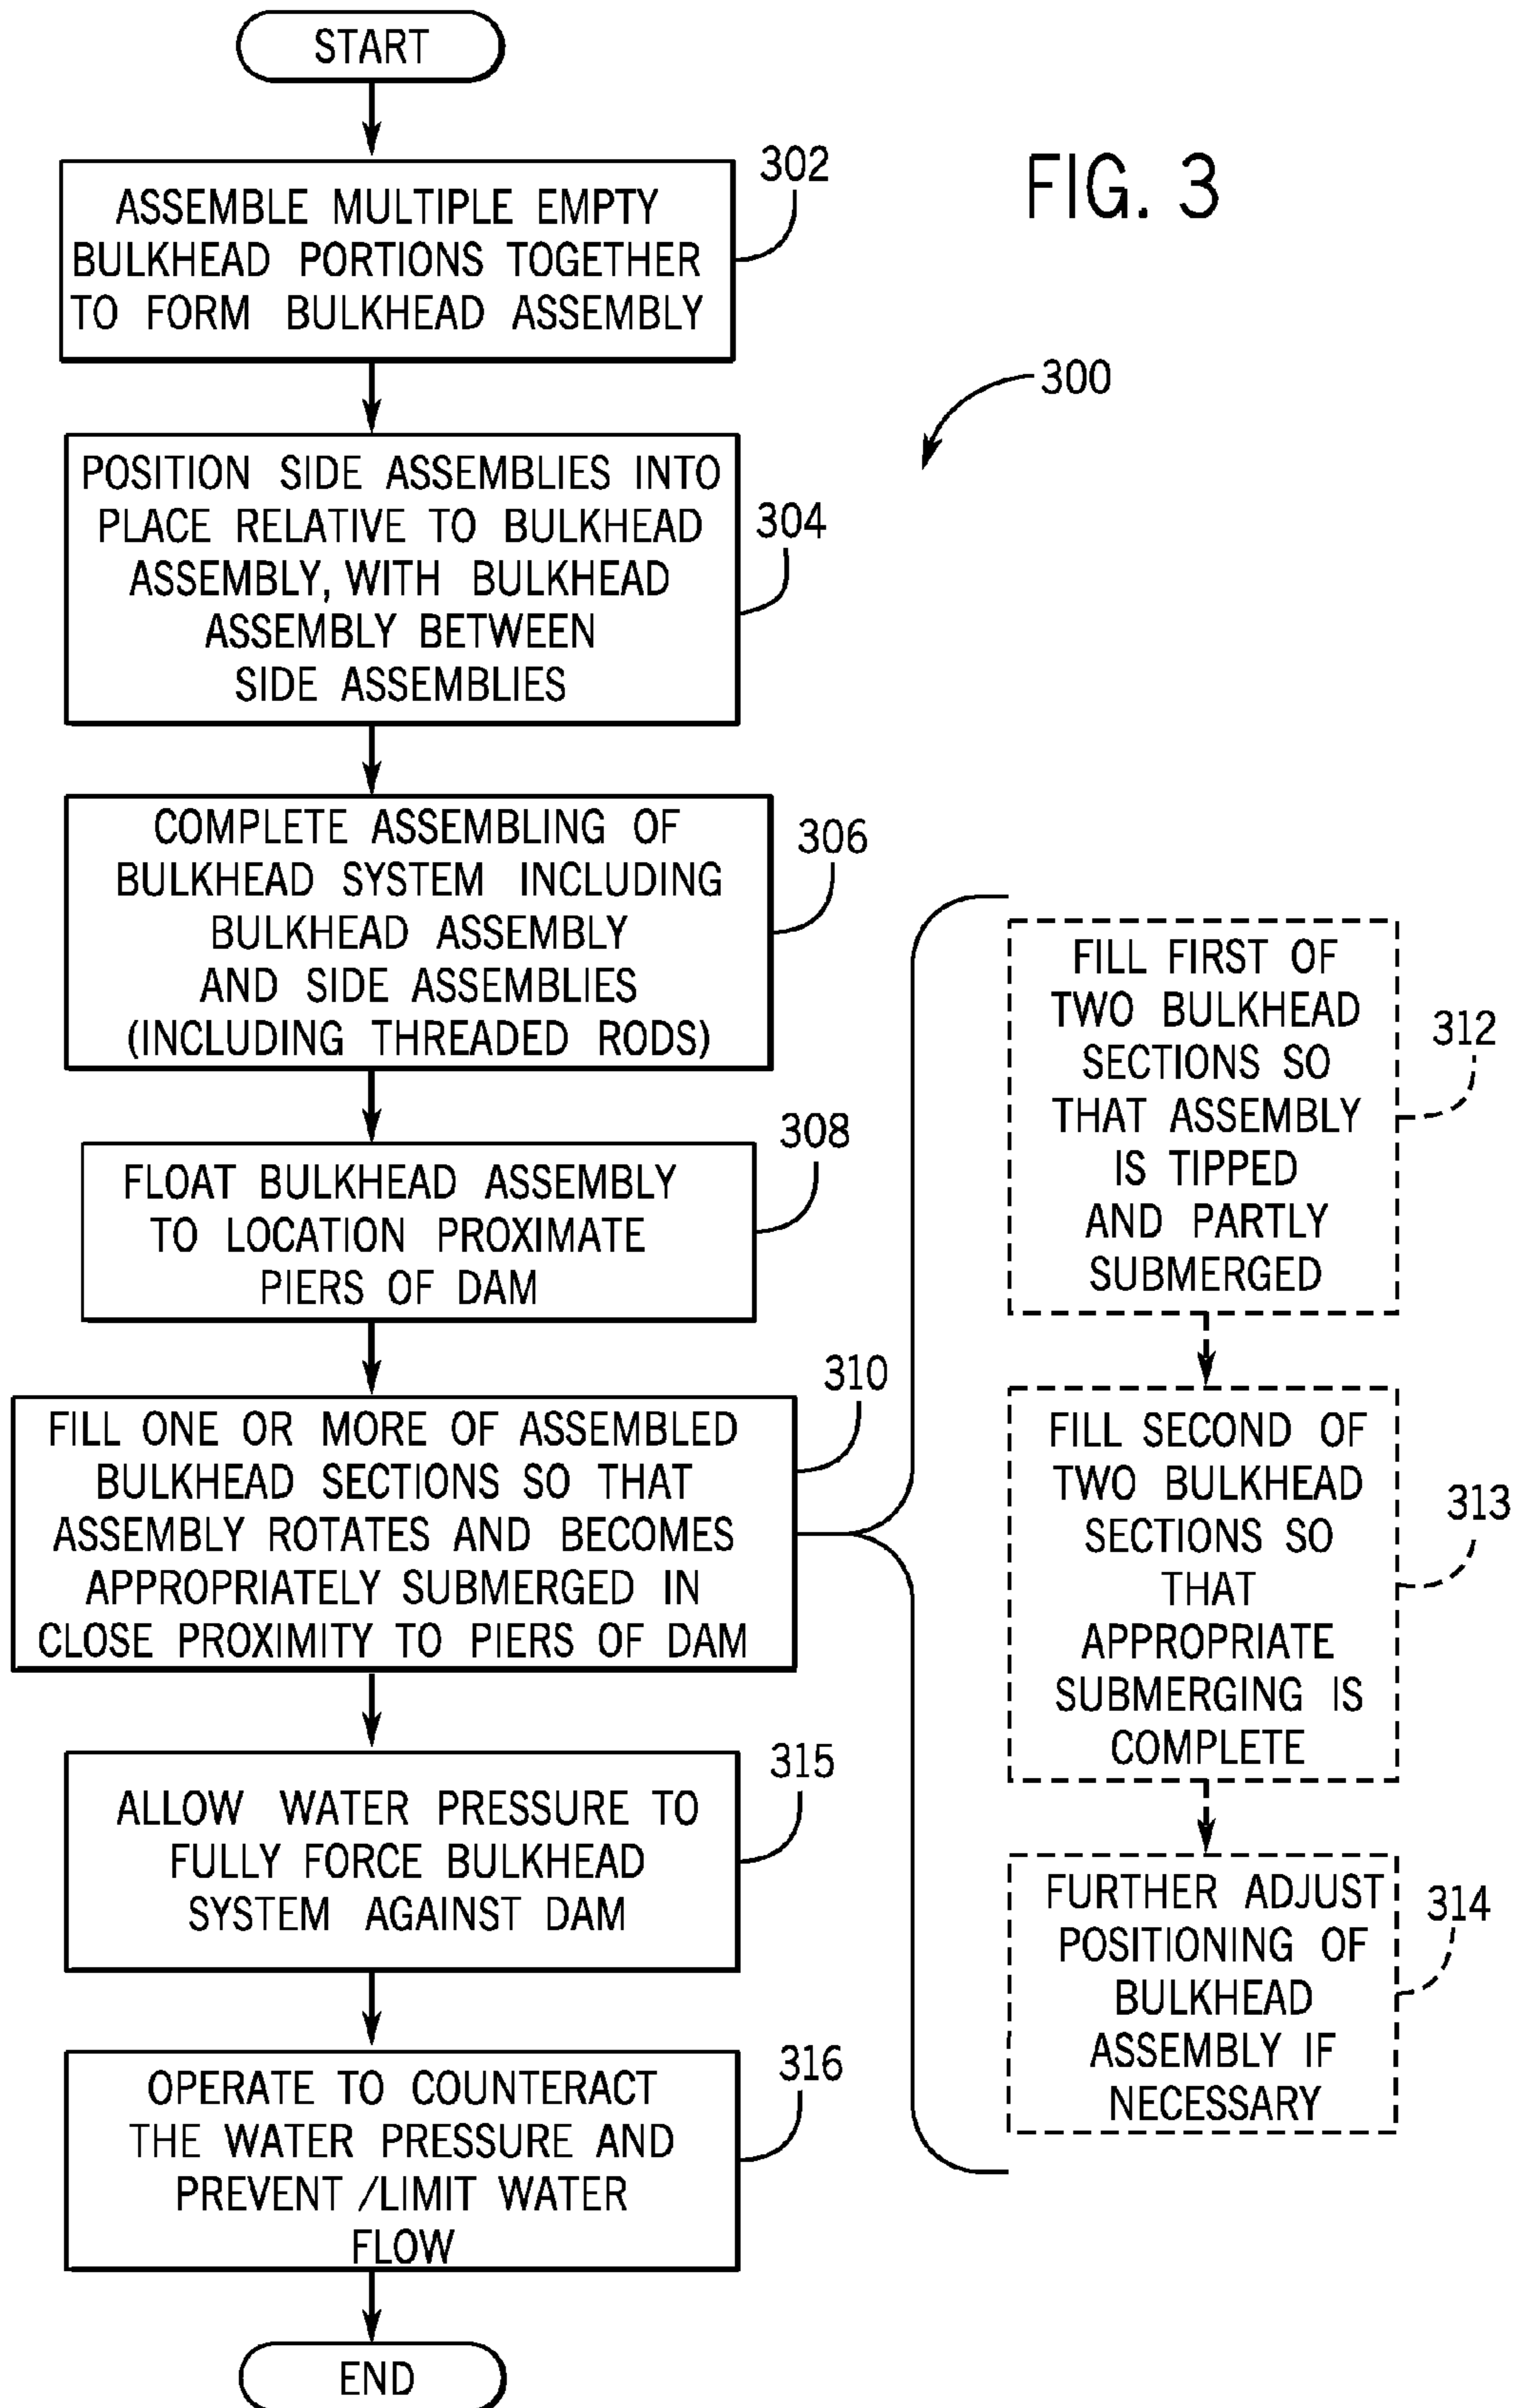 START
302
FIG. 3
ASSEMBLE MULTIPLE EMPTY
BULKHEAD PORTIONS TOGETHER
TO FORM BULKHEAD ASSEMBLY
300
POSITION SIDE ASSEMBLIES INTO
PLACE RELATIVE TO BULKHEAD
ASSEMBLY, WITH BULKHEAD
ASSEMBLY BETWEEN
SIDE ASSEMBLIES
304
COMPLETE ASSEMBLING OF
BULKHEAD SYSTEM INCLUDING
BULKHEAD ASSEMBLY
AND SIDE ASSEMBLIES
(INCLUDING THREADED RODS)
306
FLOAT BULKHEAD ASSEMBLY
TO LOCATION PROXIMATE
PIERS OF DAM
308
FILL ONE OR MORE OF ASSEMBLED
BULKHEAD SECTIONS SO THAT
ASSEMBLY ROTATES AND BECOMES
APPROPRIATELY SUBMERGED IN
CLOSE PROXIMITY TO PIERS OF DAM
310
FILL FIRST OF
TWO BULKHEAD
SECTIONS SO
THAT ASSEMBLY
IS TIPPED
AND PARTLY
SUBMERGED
312
FILL SECOND OF
TWO BULKHEAD
SECTIONS SO
THAT
APPROPRIATE
SUBMERGING IS
COMPLETE
313
FURTHER ADJUST
POSITIONING OF
BULKHEAD
ASSEMBLY IF
NECESSARY
314
ALLOW WATER PRESSURE TO
FULLY FORCE BULKHEAD
SYSTEM AGAINST DAM
315
OPERATE TO COUNTERACT
THE WATER PRESSURE AND
PREVENT /LIMIT WATER
FLOW
316
END